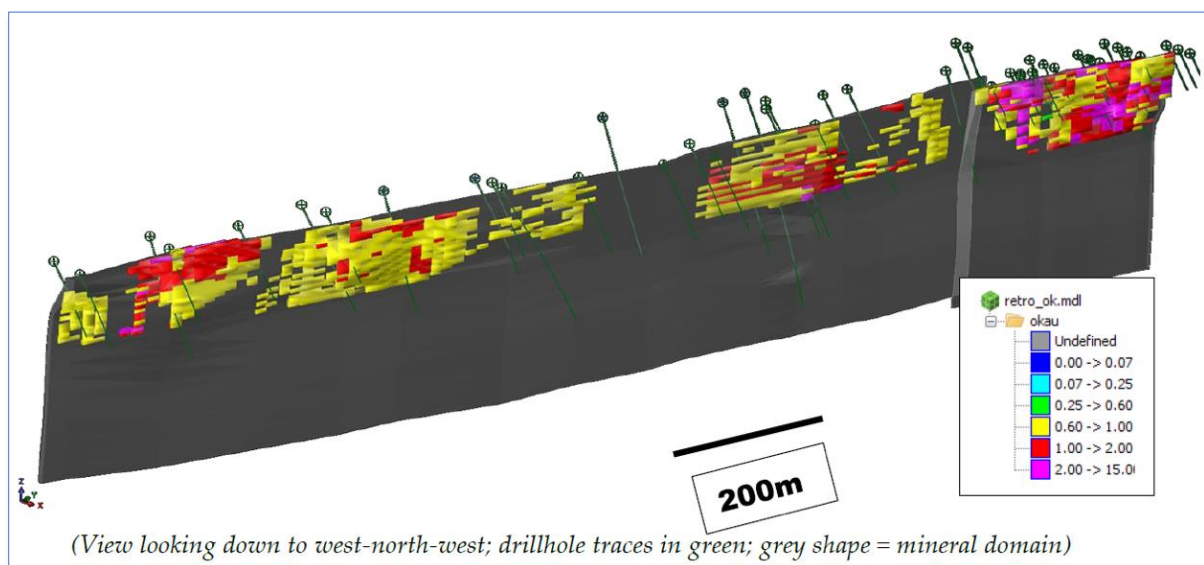 retro_ok.mdl
okau
Undefined
0.00 -> 0.07
0.07 -> 0.25
0.25 -> 0.60
0.60 -> 1.00
1.00 -> 2.00
2.00 -> 15.0
200m
Z
Y
X
(View looking down to west-north-west; drillhole traces in green; grey shape = mineral domain)